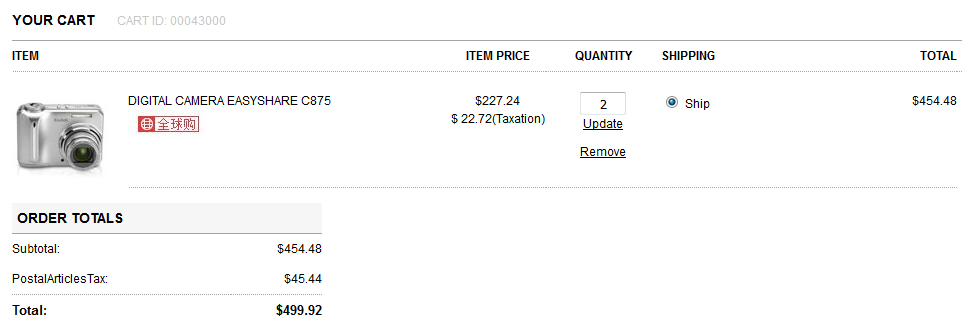 YOUR CART CART ID: 00043000
ITEM ITEM PRICE QUANTITY SHIPPING TOTAL
DIGITAL CAMERA EASYSHARE C875 $227.24 2 Ship $454.48
全球购 $ 22.72(Taxation) Update
Remove
ORDER TOTALS
Subtotal: $454.48
PostalArticlesTax: $45.44
Total: $499.92